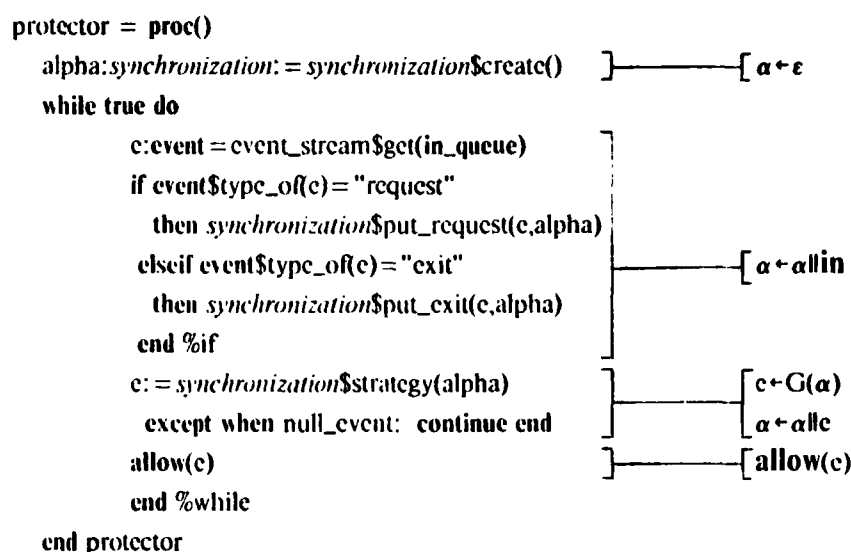 protector = proc()
alpha:synchronization: = synchronization$create() α←ε
while true do
e:event = event_stream$get(in_queue)
if event$type_of(e) = "request"
then synchronization$put_request(e,alpha)
elseif event$type_of(e) = "exit" α←α||in
then synchronization$put_exit(e,alpha)
end %if
e: = synchronization$strategy(alpha) e←G(α)
except when null_event: continue end α←α||e
allow(e) allow(e)
end %while
end protector